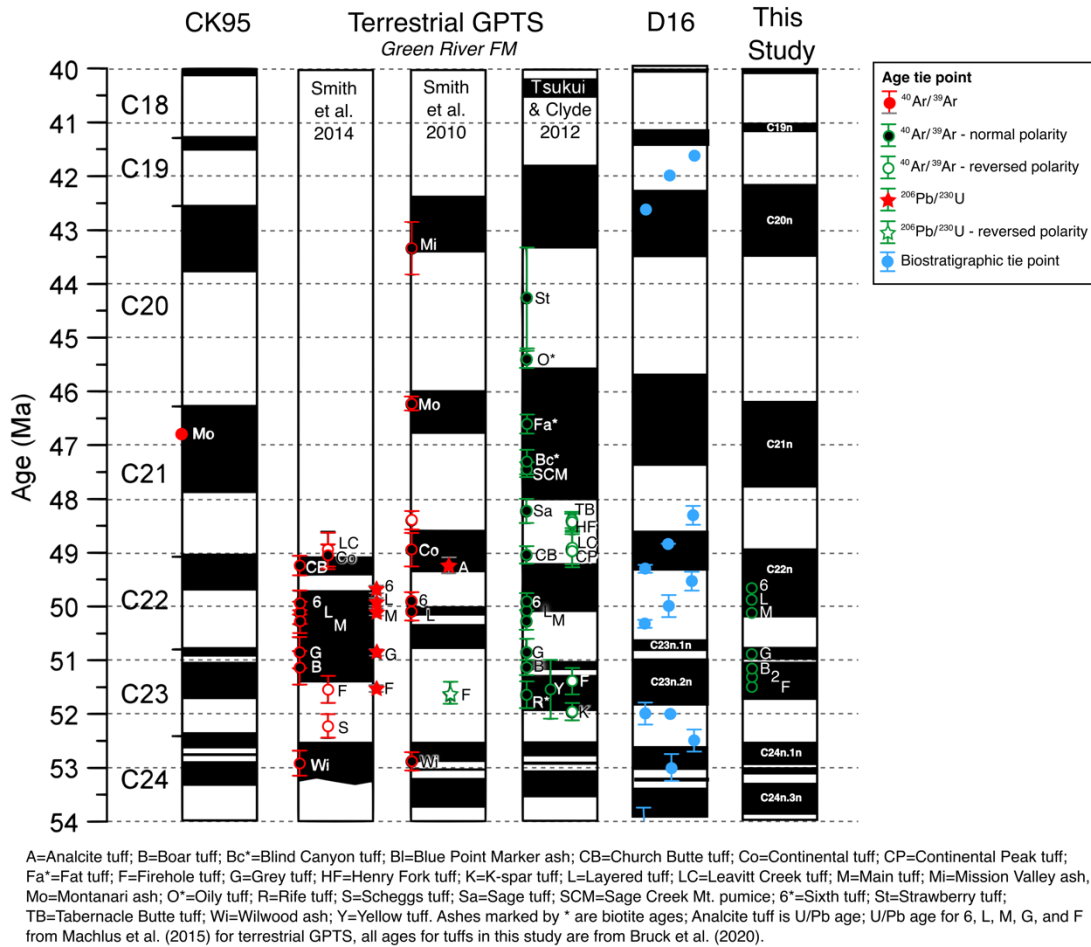 CK95
Terrestrial GPTS
Green River FM
D16
This
Study
Smith
et al.
2014
Smith
et al.
2010
Tsukui
& Clyde
2012
Age tie point
⁴⁰Ar/³⁹Ar
⁴⁰Ar/³⁹Ar - normal polarity
⁴⁰Ar/³⁹Ar - reversed polarity
²⁰⁶Pb/²³⁰U
²⁰⁶Pb/²³⁰U - reversed polarity
Biostratigraphic tie point
Age (Ma)
40
41
42
43
44
45
46
47
48
49
50
51
52
53
54
C18
C19
C20
C21
C22
C23
C24
Mo
LC
Co
CB
6
L
M
G
B
F
S
Wi
6
L
M
G
F
Mi
Mo
Co
A
6
L
F
Wi
St
O*
Fa*
Bc*
SCM
Sa
TB
HF
LC
CB
CP
6
L
M
G
B
F
R*
Y
K
C23n.1n
C23n.2n
C19n
C20n
C21n
C22n
6
L
M
G
B
2
F
C24n.1n
C24n.3n
A=Analcite tuff; B=Boar tuff; Bc*=Blind Canyon tuff; Bl=Blue Point Marker ash; CB=Church Butte tuff; Co=Continental tuff; CP=Continental Peak tuff;
Fa*=Fat tuff; F=Firehole tuff; G=Grey tuff; HF=Henry Fork tuff; K=K-spar tuff; L=Layered tuff; LC=Leavitt Creek tuff; M=Main tuff; Mi=Mission Valley ash,
Mo=Montanari ash; O*=Oily tuff; R=Rife tuff; S=Scheggs tuff; Sa=Sage tuff; SCM=Sage Creek Mt. pumice; 6*=Sixth tuff; St=Strawberry tuff;
TB=Tabernacle Butte tuff; Wi=Wilwood ash; Y=Yellow tuff. Ashes marked by * are biotite ages; Analcite tuff is U/Pb age; U/Pb age for 6, L, M, G, and F
from Machlus et al. (2015) for terrestrial GPTS, all ages for tuffs in this study are from Bruck et al. (2020).